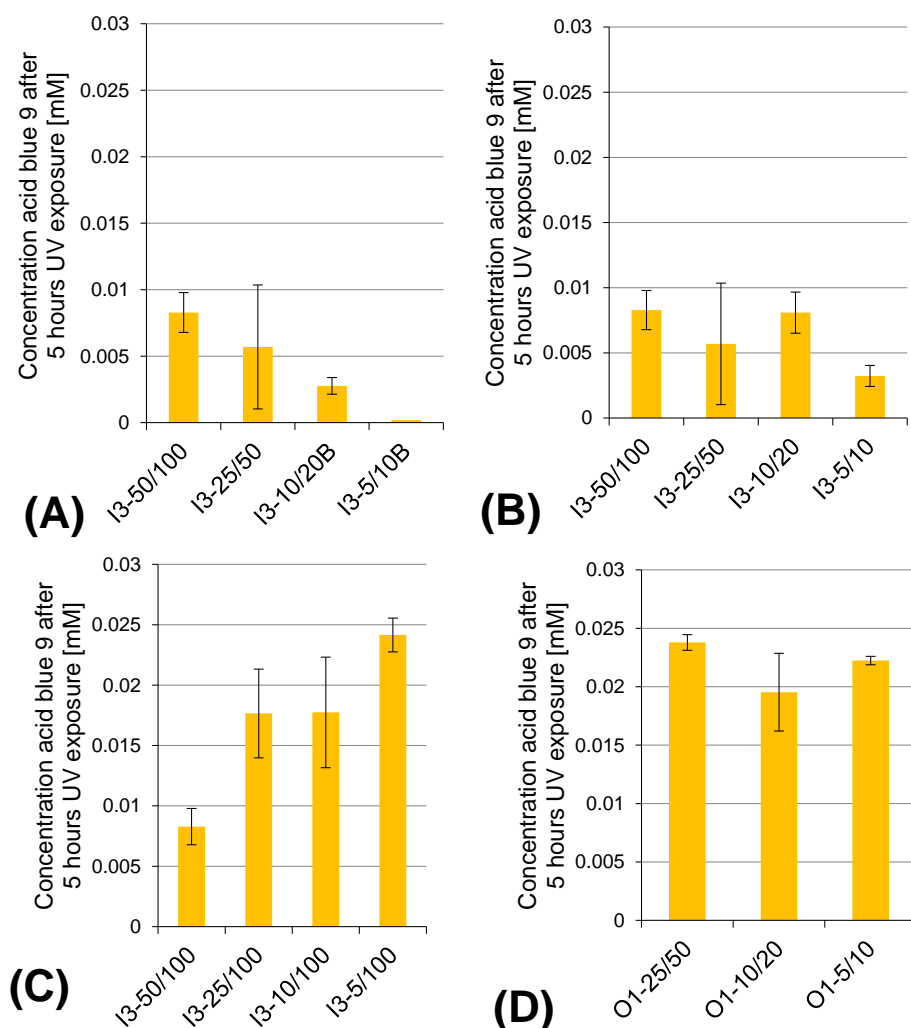 Concentration acid blue 9 after
5 hours UV exposure [mM]
0.03
0.025
0.02
0.015
0.01
0.005
0
I3-50/100
I3-25/50
I3-10/20B
I3-5/10B
(A)
Concentration acid blue 9 after
5 hours UV exposure [mM]
0.03
0.025
0.02
0.015
0.01
0.005
0
I3-50/100
I3-25/50
I3-10/20
I3-5/10
(B)
Concentration acid blue 9 after
5 hours UV exposure [mM]
0.03
0.025
0.02
0.015
0.01
0.005
0
I3-50/100
I3-25/100
I3-10/100
I3-5/100
(C)
Concentration acid blue 9 after
5 hours UV exposure [mM]
0.03
0.025
0.02
0.015
0.01
0.005
0
O1-25/50
O1-10/20
O1-5/10
(D)